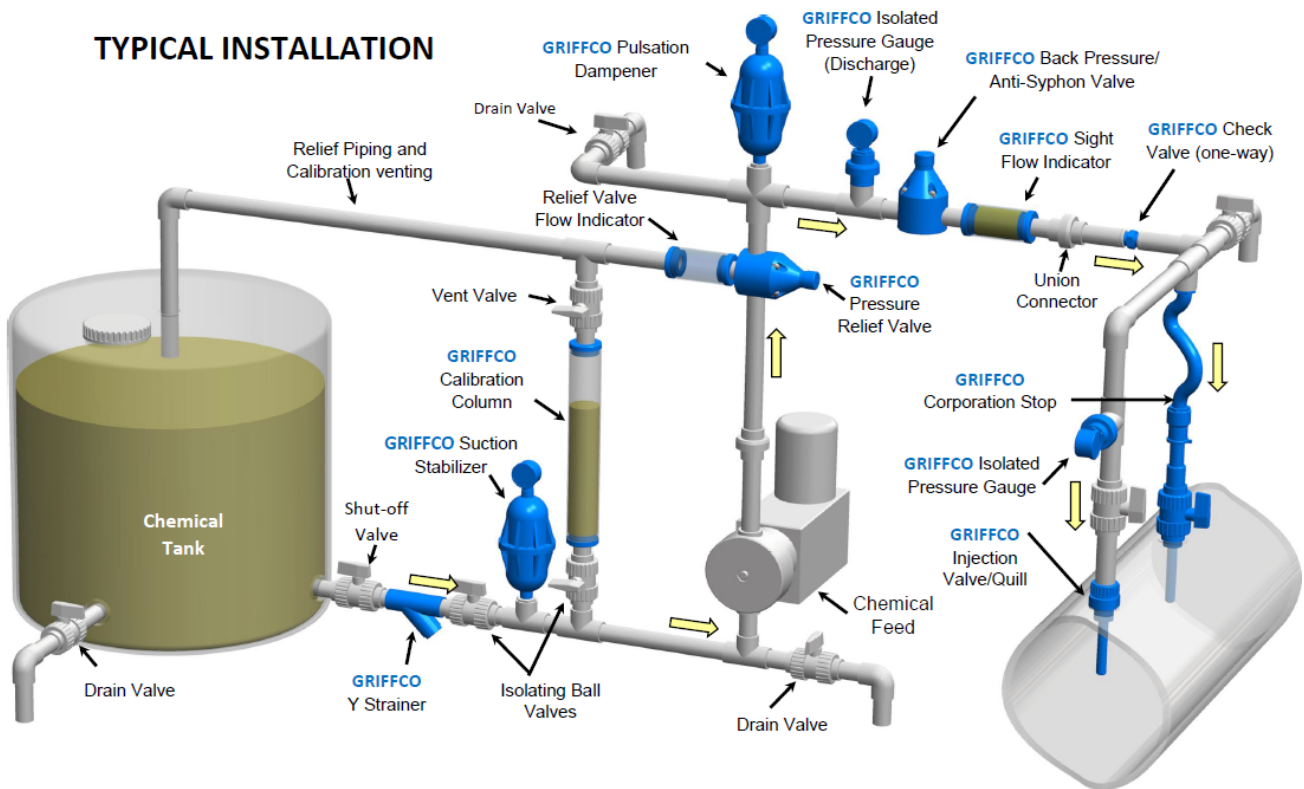 TYPICAL INSTALLATION
GRIFFCO Pulsation
Dampener
GRIFFCO Isolated
Pressure Gauge
(Discharge)
GRIFFCO Back Pressure/
Anti-Syphon Valve
Drain Valve
GRIFFCO Sight
Flow Indicator
GRIFFCO Check
Valve (one-way)
Relief Piping and
Calibration venting
Relief Valve
Flow Indicator
Vent Valve
GRIFFCO
Pressure
Relief Valve
Union
Connector
GRIFFCO
Calibration
Column
GRIFFCO
Corporation Stop
GRIFFCO Suction
Stabilizer
GRIFFCO Isolated
Pressure Gauge
Shut-off
Valve
Chemical
Tank
GRIFFCO
Injection
Valve/Quill
Chemical
Feed
Drain Valve
GRIFFCO
Y Strainer
Isolating Ball
Valves
Drain Valve